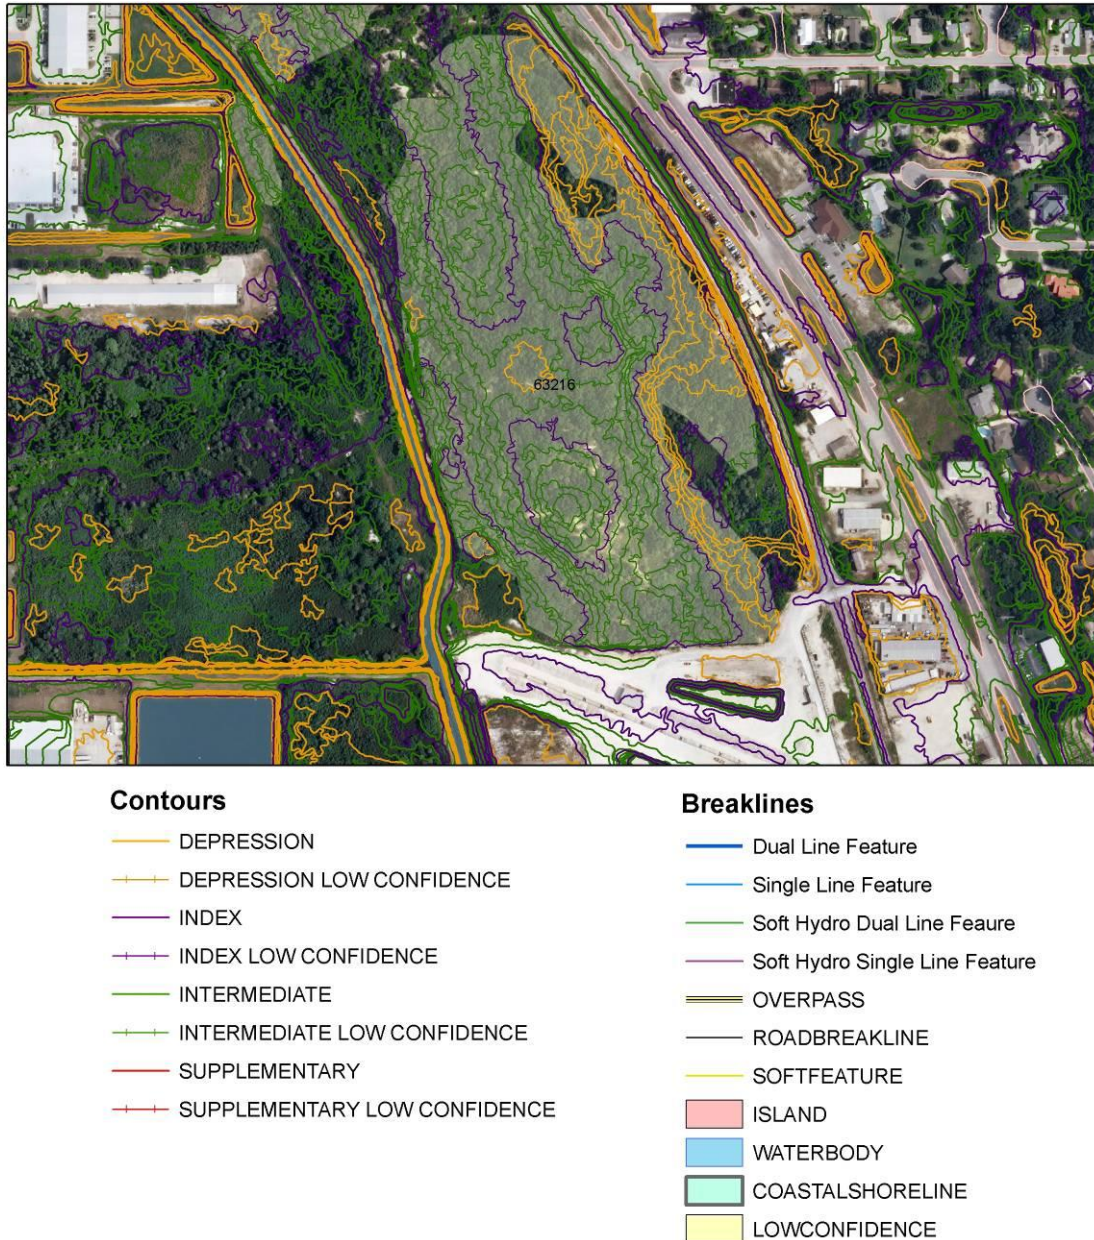 63216
Contours
DEPRESSION
DEPRESSION LOW CONFIDENCE
INDEX
INDEX LOW CONFIDENCE
INTERMEDIATE
INTERMEDIATE LOW CONFIDENCE
SUPPLEMENTARY
SUPPLEMENTARY LOW CONFIDENCE
Breaklines
Dual Line Feature
Single Line Feature
Soft Hydro Dual Line Feaure
Soft Hydro Single Line Feature
OVERPASS
ROADBREAKLINE
SOFTFEATURE
ISLAND
WATERBODY
COASTALSHORELINE
LOWCONFIDENCE